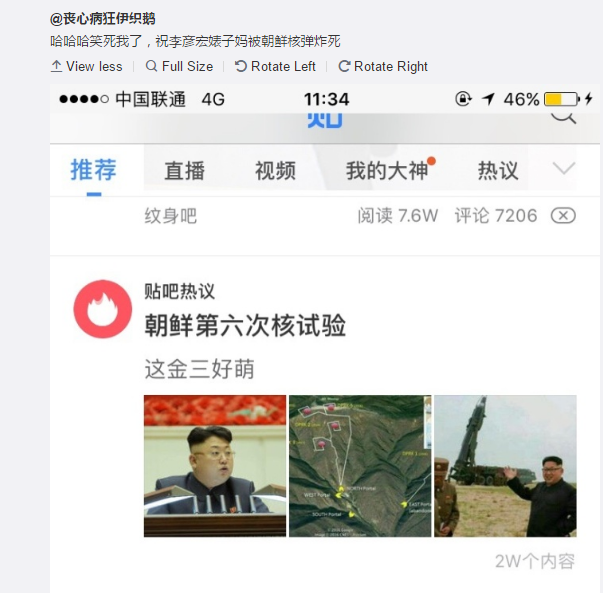 @丧心病狂伊织鹅
哈哈哈笑死我了，祝李彦宏婊子妈被朝鲜核弹炸死
View less Full Size Rotate Left Rotate Right
中国联通 4G 11:34 46%
贴
推荐 直播 视频 我的大神 热议
纹身吧 阅读 7.6W 评论 7206
贴吧热议
朝鲜第六次核试验
这金三好萌
NORTH Portal
WEST Portal
EAST Portal
SOUTH Portal
2W个内容